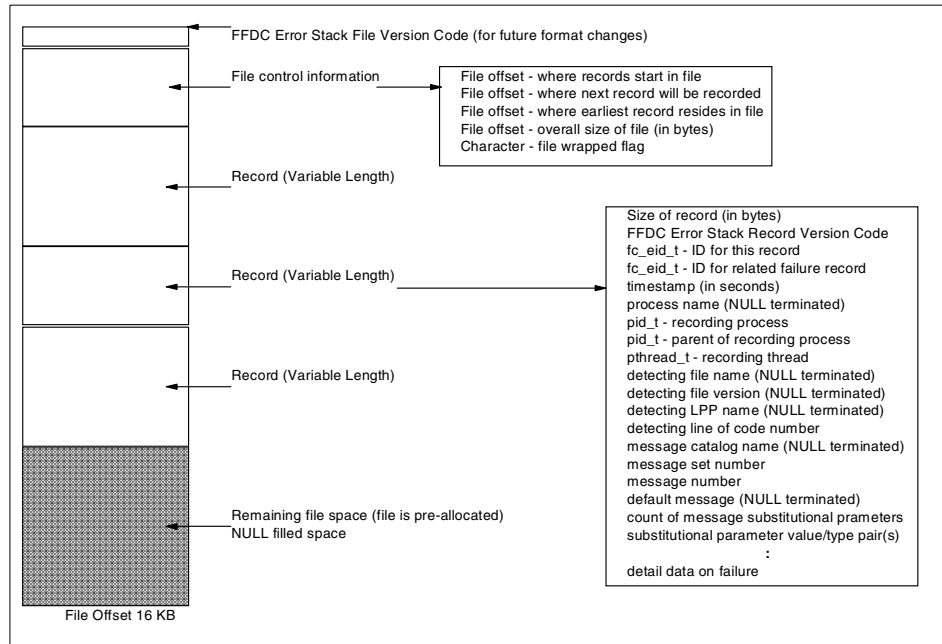 FFDC Error Stack File Version Code (for future format changes)
File control information
File offset - where records start in file
File offset - where next record will be recorded
File offset - where earliest record resides in file
File offset - overall size of file (in bytes)
Character - file wrapped flag
Record (Variable Length)
Record (Variable Length)
Size of record (in bytes)
FFDC Error Stack Record Version Code
fc_eid_t - ID for this record
fc_eid_t - ID for related failure record
timestamp (in seconds)
process name (NULL terminated)
pid_t - recording process
pid_t - parent of recording process
pthread_t - recording thread
detecting file name (NULL terminated)
detecting file version (NULL terminated)
detecting LPP name (NULL terminated)
detecting line of code number
message catalog name (NULL terminated)
message set number
message number
default message (NULL terminated)
count of message substitutional prameters
substitutional parameter value/type pair(s)
:
detail data on failure
Record (Variable Length)
Remaining file space (file is pre-allocated)
NULL filled space
File Offset 16 KB